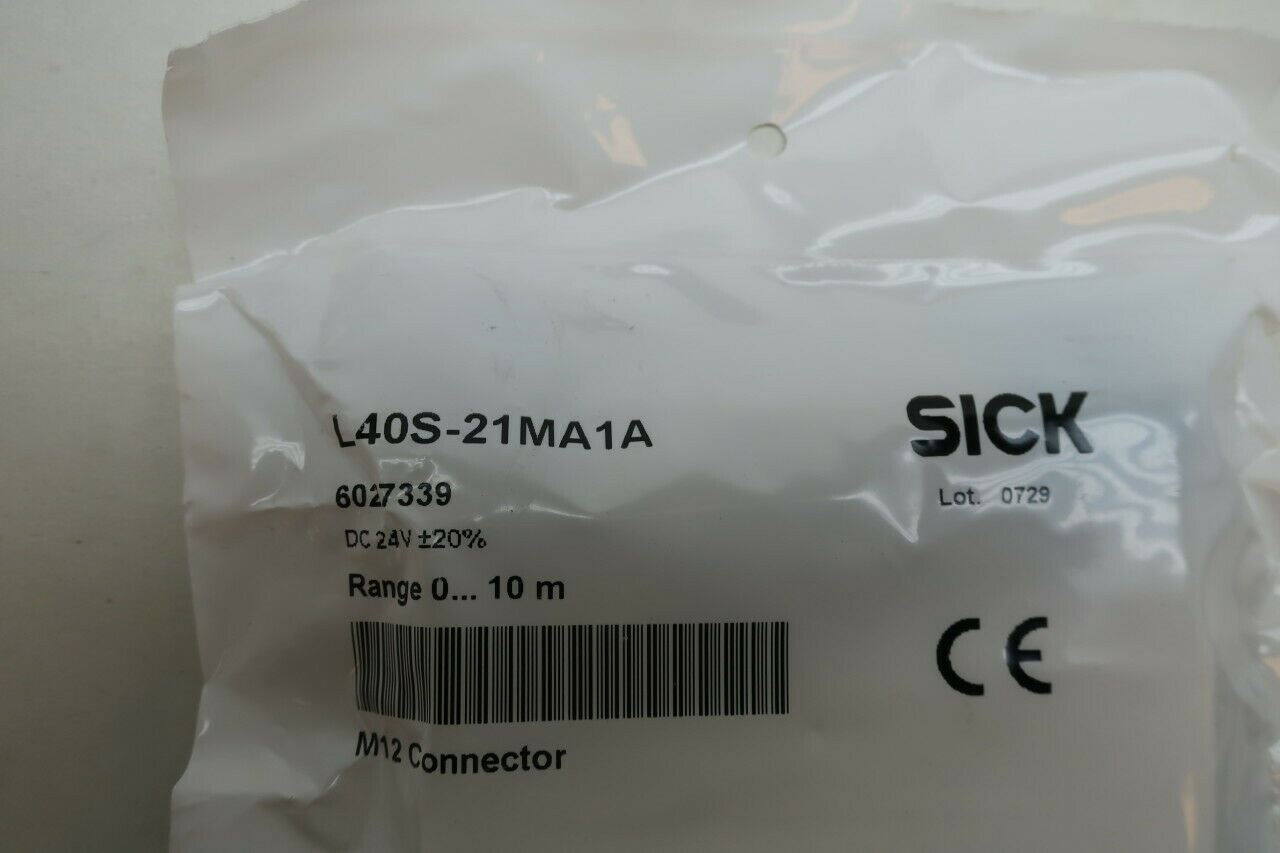 L40S-21MA1A
SICK
6027339
Lot. 0729
DC 24V ±20%
Range 0... 10 m
CE
M12 Connector